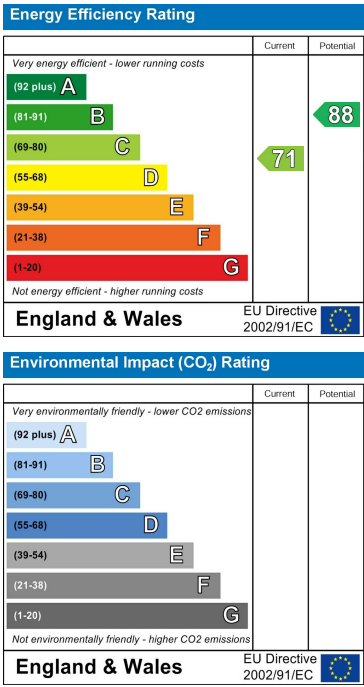 Energy Efficiency Rating
Current Potential
Very energy efficient - lower running costs
(92 plus) A
(81-91) B
88
(69-80) C
71
(55-68) D
(39-54) E
(21-38) F
(1-20) G
Not energy efficient - higher running costs
England & Wales
EU Directive
2002/91/EC
Environmental Impact (CO₂) Rating
Current Potential
Very environmentally friendly - lower CO2 emissions
(92 plus) A
(81-91) B
(69-80) C
(55-68) D
(39-54) E
(21-38) F
(1-20) G
Not environmentally friendly - higher CO2 emissions
England & Wales
EU Directive
2002/91/EC